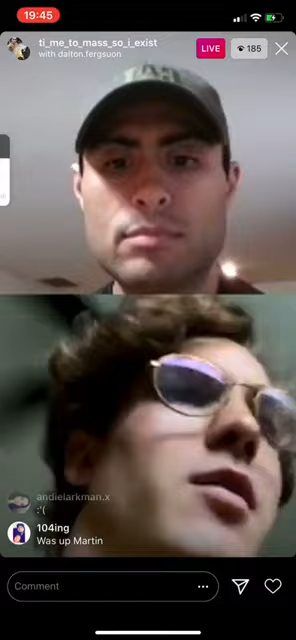 19:45
ti_me_to_mass_so_i_exist
with dalton.fergsuon
LIVE
185
andielarkman.x
:'(
104ing
Was up Martin
Comment